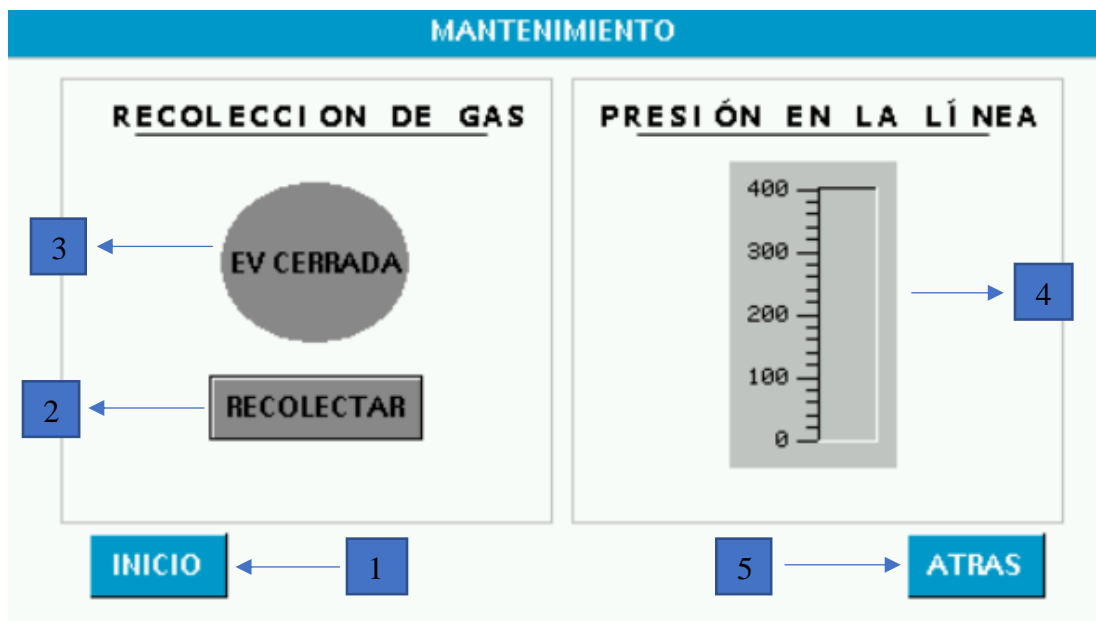 MANTENIMIENTO
RECOLECCION DE GAS
EV CERRADA
RECOLECTAR
3
2
PRESIÓN EN LA LÍNEA
400
300
200
100
0
4
INICIO
1
5
ATRAS